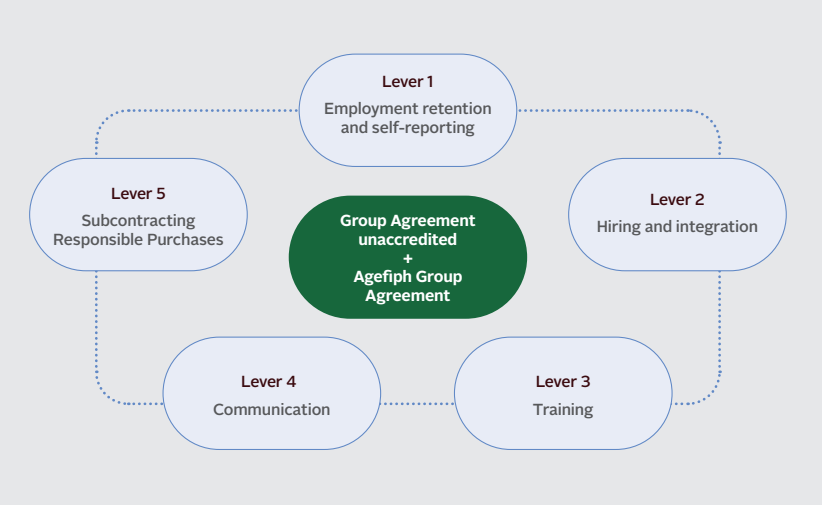 Lever 1
Employment retention
and self-reporting
Lever 5
Subcontracting
Responsible Purchases
Lever 2
Hiring and integration
Group Agreement
unaccredited
+
Agefiph Group
Agreement
Lever 4
Communication
Lever 3
Training